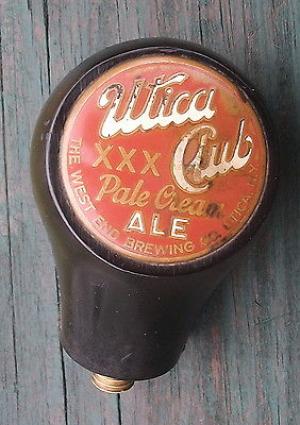 Utica
Club
XXX
Pale Cream
ALE
THE WEST END BREWING CO. UTICA, N.Y.